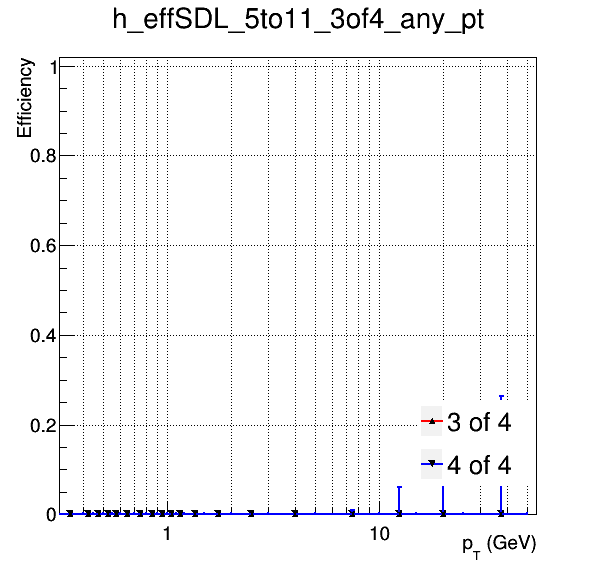 h_effSDL_5to11_3of4_any_pt
Efficiency
1
0.8
0.6
0.4
0.2
0
3 of 4
4 of 4
1
10
p_T (GeV)